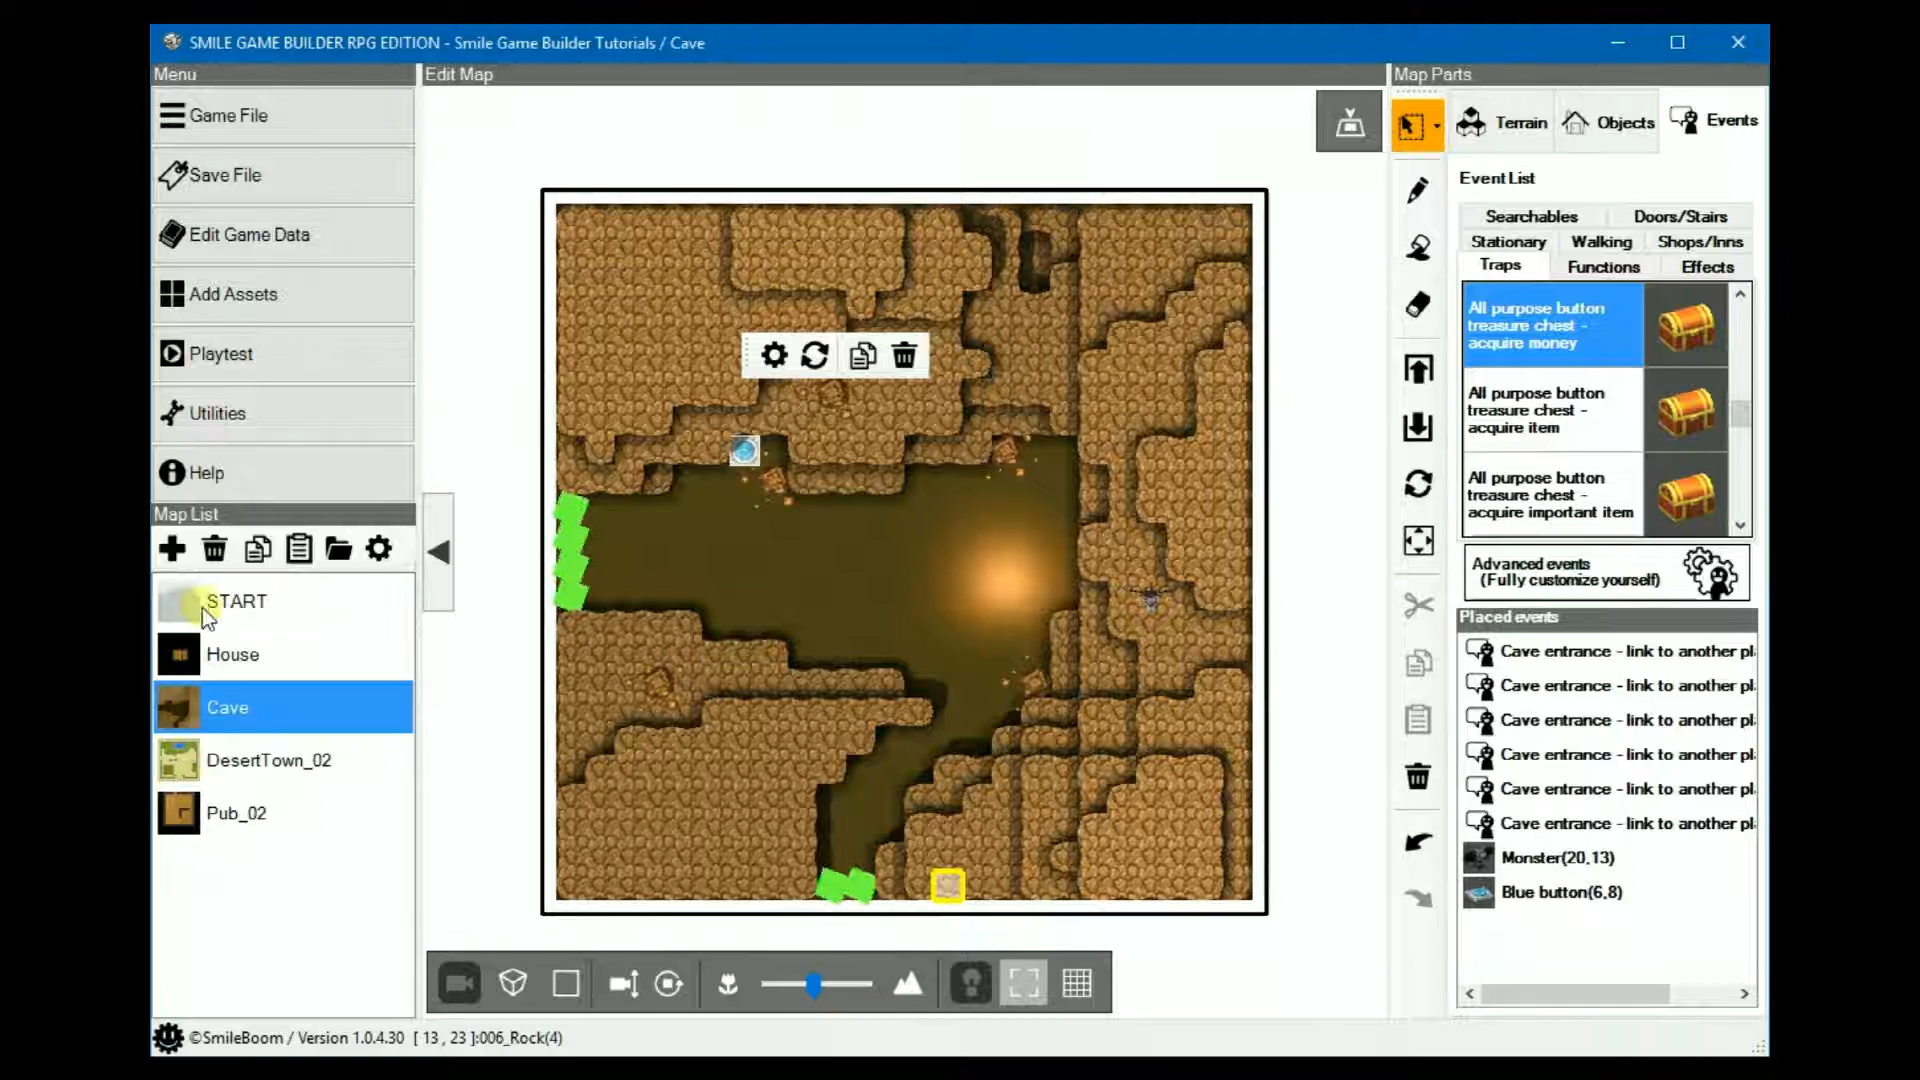 SMILE GAME BUILDER RPG EDITION - Smile Game Builder Tutorials / Cave
Menu
Edit Map
Map Parts
Game File
Save File
Edit Game Data
Add Assets
Playtest
Utilities
Help
Map List
START
House
Cave
DesertTown_02
Pub_02
Terrain
Objects
Events
Event List
Searchables
Doors/Stairs
Stationary
Walking
Shops/Inns
Traps
Functions
Effects
All purpose button
treasure chest -
acquire money
All purpose button
treasure chest -
acquire item
All purpose button
treasure chest -
acquire important item
Advanced events
(Fully customize yourself)
Placed events
Cave entrance - link to another pl
Cave entrance - link to another pl
Cave entrance - link to another pl
Cave entrance - link to another pl
Cave entrance - link to another pl
Cave entrance - link to another pl
Monster(20,13)
Blue button(6,8)
©SmileBoom / Version 1.0.4.30 [ 13 , 23 ]:006_Rock(4)